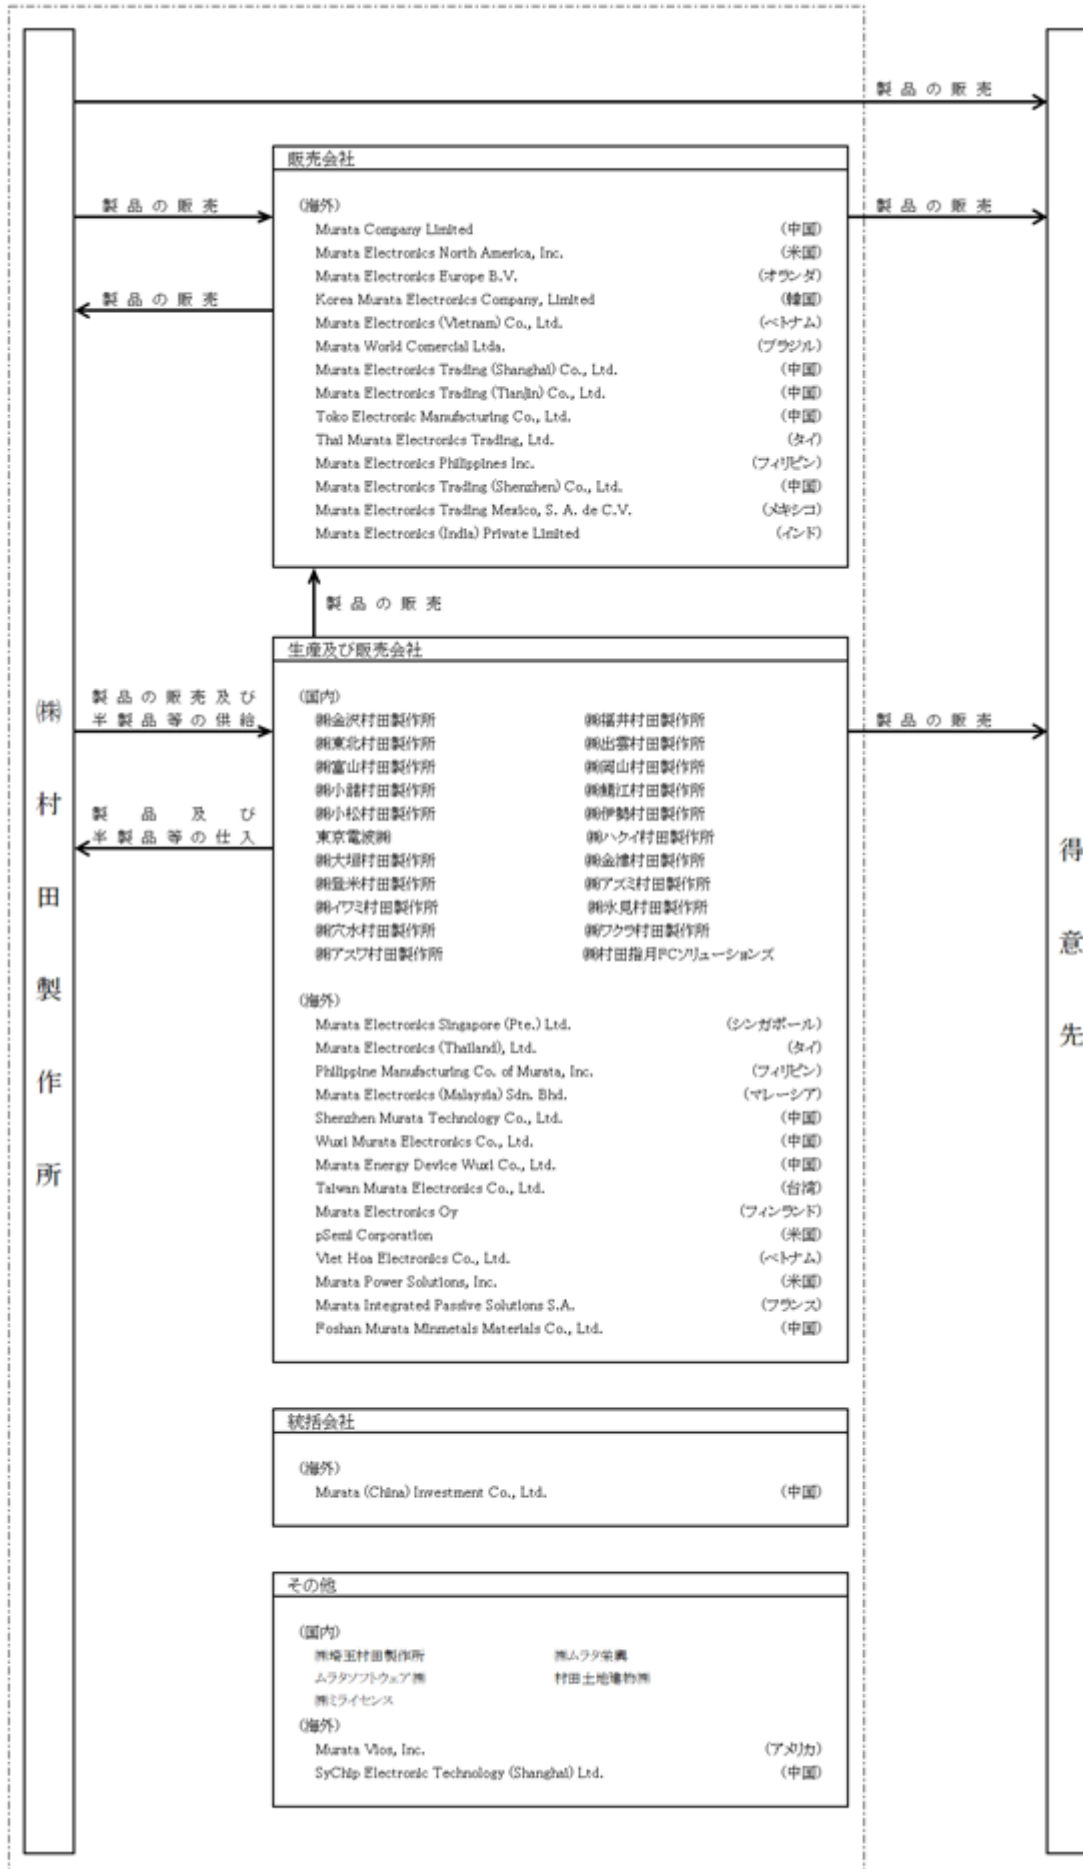 ㈱村田製作所
製品の販売
販売会社
製品の販売
製品の販売
製品の販売
(海外)
Murata Company Limited (中国)
Murata Electronics North America, Inc. (米国)
Murata Electronics Europe B.V. (オランダ)
Korea Murata Electronics Company, Limited (韓国)
Murata Electronics (Vietnam) Co., Ltd. (ベトナム)
Murata World Comercial Ltda. (ブラジル)
Murata Electronics Trading (Shanghai) Co., Ltd. (中国)
Murata Electronics Trading (Tianjin) Co., Ltd. (中国)
Toko Electronic Manufacturing Co., Ltd. (中国)
Thai Murata Electronics Trading, Ltd. (タイ)
Murata Electronics Philippines Inc. (フィリピン)
Murata Electronics Trading (Shenzhen) Co., Ltd. (中国)
Murata Electronics Trading Mexico, S. A. de C.V. (メキシコ)
Murata Electronics (India) Private Limited (インド)
製品の販売
生産及び販売会社
製品の販売及び
半製品等の供給
製品及び
半製品等の仕入
製品の販売
(国内)
㈱金沢村田製作所 ㈱福井村田製作所
㈱東北村田製作所 ㈱出雲村田製作所
㈱富山村田製作所 ㈱岡山村田製作所
㈱小諸村田製作所 ㈱鯖江村田製作所
㈱小松村田製作所 ㈱伊勢村田製作所
東京電波㈱ ㈱ハクイ村田製作所
㈱大垣村田製作所 ㈱金津村田製作所
㈱登米村田製作所 ㈱アズミ村田製作所
㈱イワミ村田製作所 ㈱氷見村田製作所
㈱穴水村田製作所 ㈱ワクラ村田製作所
㈱アスワ村田製作所 ㈱村田指月FCソリューションズ
(海外)
Murata Electronics Singapore (Pte.) Ltd. (シンガポール)
Murata Electronics (Thailand), Ltd. (タイ)
Philippine Manufacturing Co. of Murata, Inc. (フィリピン)
Murata Electronics (Malaysia) Sdn. Bhd. (マレーシア)
Shenzhen Murata Technology Co., Ltd. (中国)
Wuxi Murata Electronics Co., Ltd. (中国)
Murata Energy Device Wuxi Co., Ltd. (中国)
Taiwan Murata Electronics Co., Ltd. (台湾)
Murata Electronics Oy (フィンランド)
pSemi Corporation (米国)
Viet Hoa Electronics Co., Ltd. (ベトナム)
Murata Power Solutions, Inc. (米国)
Murata Integrated Passive Solutions S.A. (フランス)
Foshan Murata Minmetals Materials Co., Ltd. (中国)
統括会社
(海外)
Murata (China) Investment Co., Ltd. (中国)
その他
(国内)
㈱埼玉村田製作所 ㈱ムラタ栄興
ムラタソフトウェア㈱ 村田土地建物㈱
㈱ミライセンス
(海外)
Murata Vios, Inc. (アメリカ)
SyChip Electronic Technology (Shanghai) Ltd. (中国)
得意先